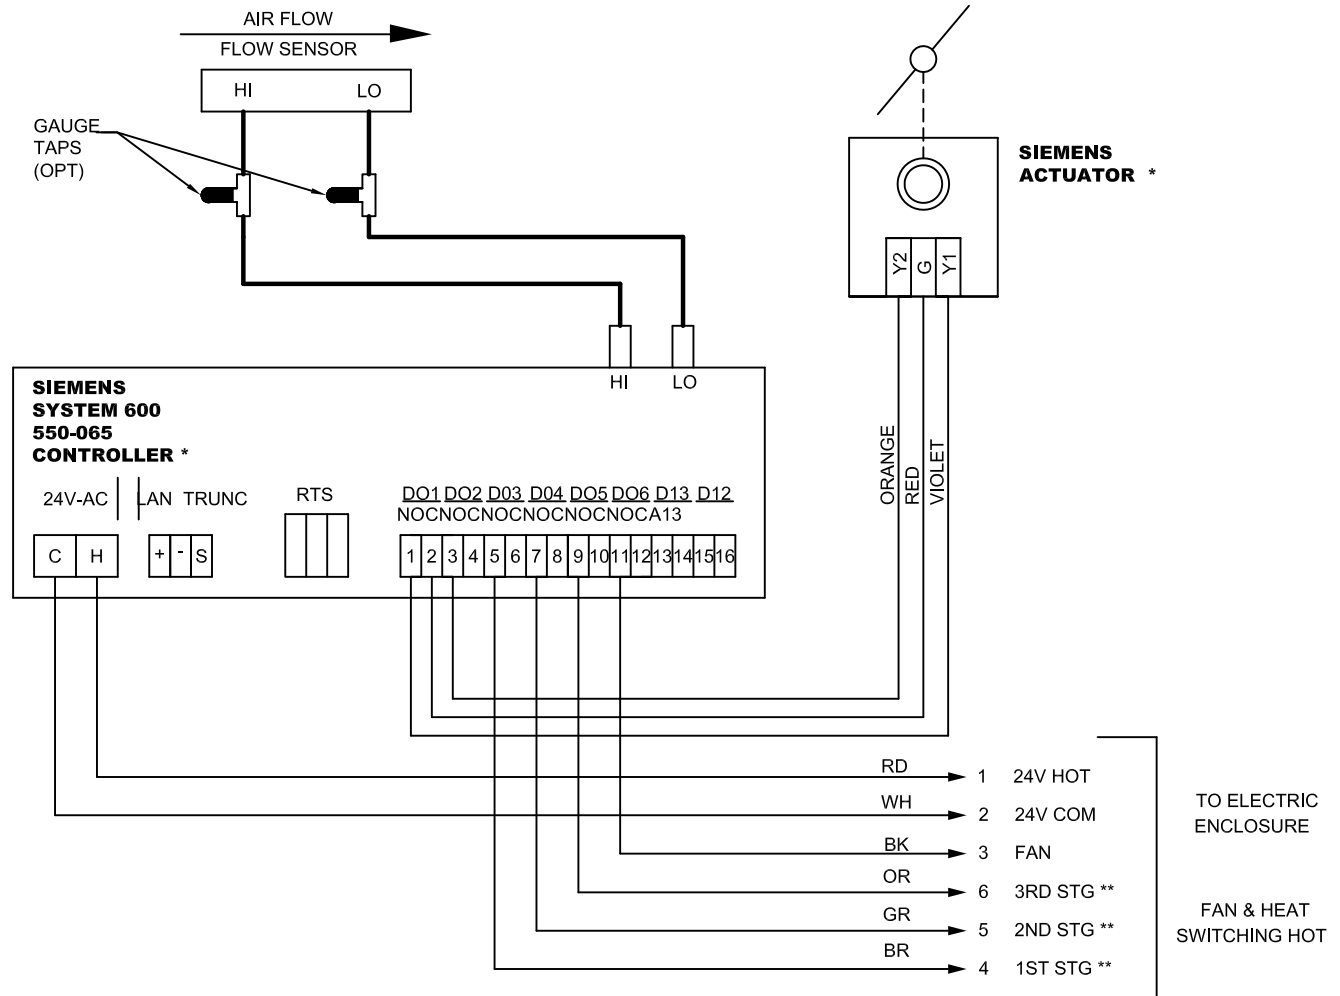 AIR FLOW
FLOW SENSOR
HI LO
GAUGE
TAPS
(OPT)
SIEMENS
ACTUATOR *
Y2 G Y1
HI LO
SIEMENS
SYSTEM 600
550-065
CONTROLLER *
24V-AC LAN TRUNC RTS
DO1 DO2 D03 D04 DO5 DO6 D13 D12
NOCNOCNOCNOCNOCNOCA13
C H + - S 1 2 3 4 5 6 7 8 9 10 11 12 13 14 15 16
ORANGE
RED
VIOLET
RD 1 24V HOT
WH 2 24V COM
BK 3 FAN
OR 6 3RD STG **
GR 5 2ND STG **
BR 4 1ST STG **
TO ELECTRIC
ENCLOSURE
FAN & HEAT
SWITCHING HOT